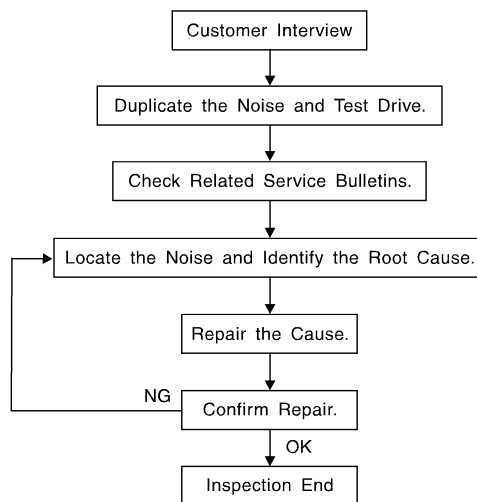 Customer Interview
Duplicate the Noise and Test Drive.
Check Related Service Bulletins.
Locate the Noise and Identify the Root Cause.
Repair the Cause.
NG
Confirm Repair.
OK
Inspection End